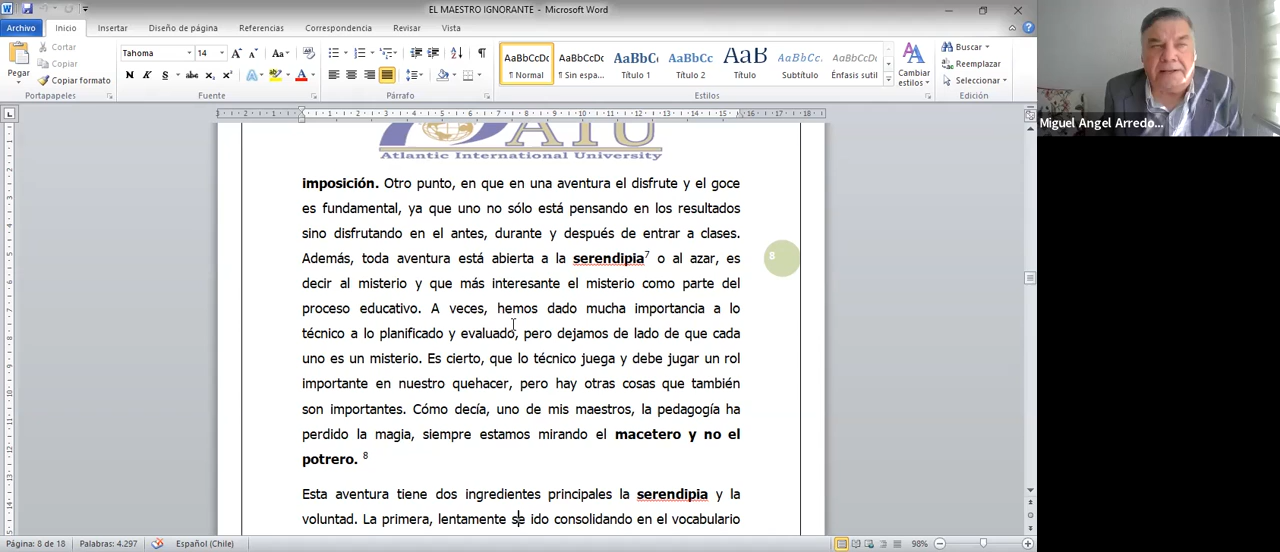 EL MAESTRO IGNORANTE - Microsoft Word
Archivo Inicio Insertar Diseño de página Referencias Correspondencia Revisar Vista
Pegar
Cortar
Copiar
Copiar formato
Portapapeles
Tahoma 14
Fuente
Párrafo
AaBbCcDc AaBbCcDc AaBbC AaBbCc AaB AaBbCc. AaBbCcDc
¶ Normal ¶ Sin espa... Título 1 Título 2 Título Subtítulo Énfasis sutil
Cambiar estilos
Estilos
Buscar
Reemplazar
Seleccionar
Edición
Miguel Angel Arredo...
Atlantic International University
imposición. Otro punto, en que en una aventura el disfrute y el goce
es fundamental, ya que uno no sólo está pensando en los resultados
sino disfrutando en el antes, durante y después de entrar a clases.
Además, toda aventura está abierta a la serendipia7 o al azar, es
8
decir al misterio y que más interesante el misterio como parte del
proceso educativo. A veces, hemos dado mucha importancia a lo
técnico a lo planificado y evaluado, pero dejamos de lado de que cada
uno es un misterio. Es cierto, que lo técnico juega y debe jugar un rol
importante en nuestro quehacer, pero hay otras cosas que también
son importantes. Cómo decía, uno de mis maestros, la pedagogía ha
perdido la magia, siempre estamos mirando el macetero y no el
potrero. 8
Esta aventura tiene dos ingredientes principales la serendipia y la
voluntad. La primera, lentamente se ido consolidando en el vocabulario
Página: 8 de 18 Palabras: 4.297 Español (Chile) 98%